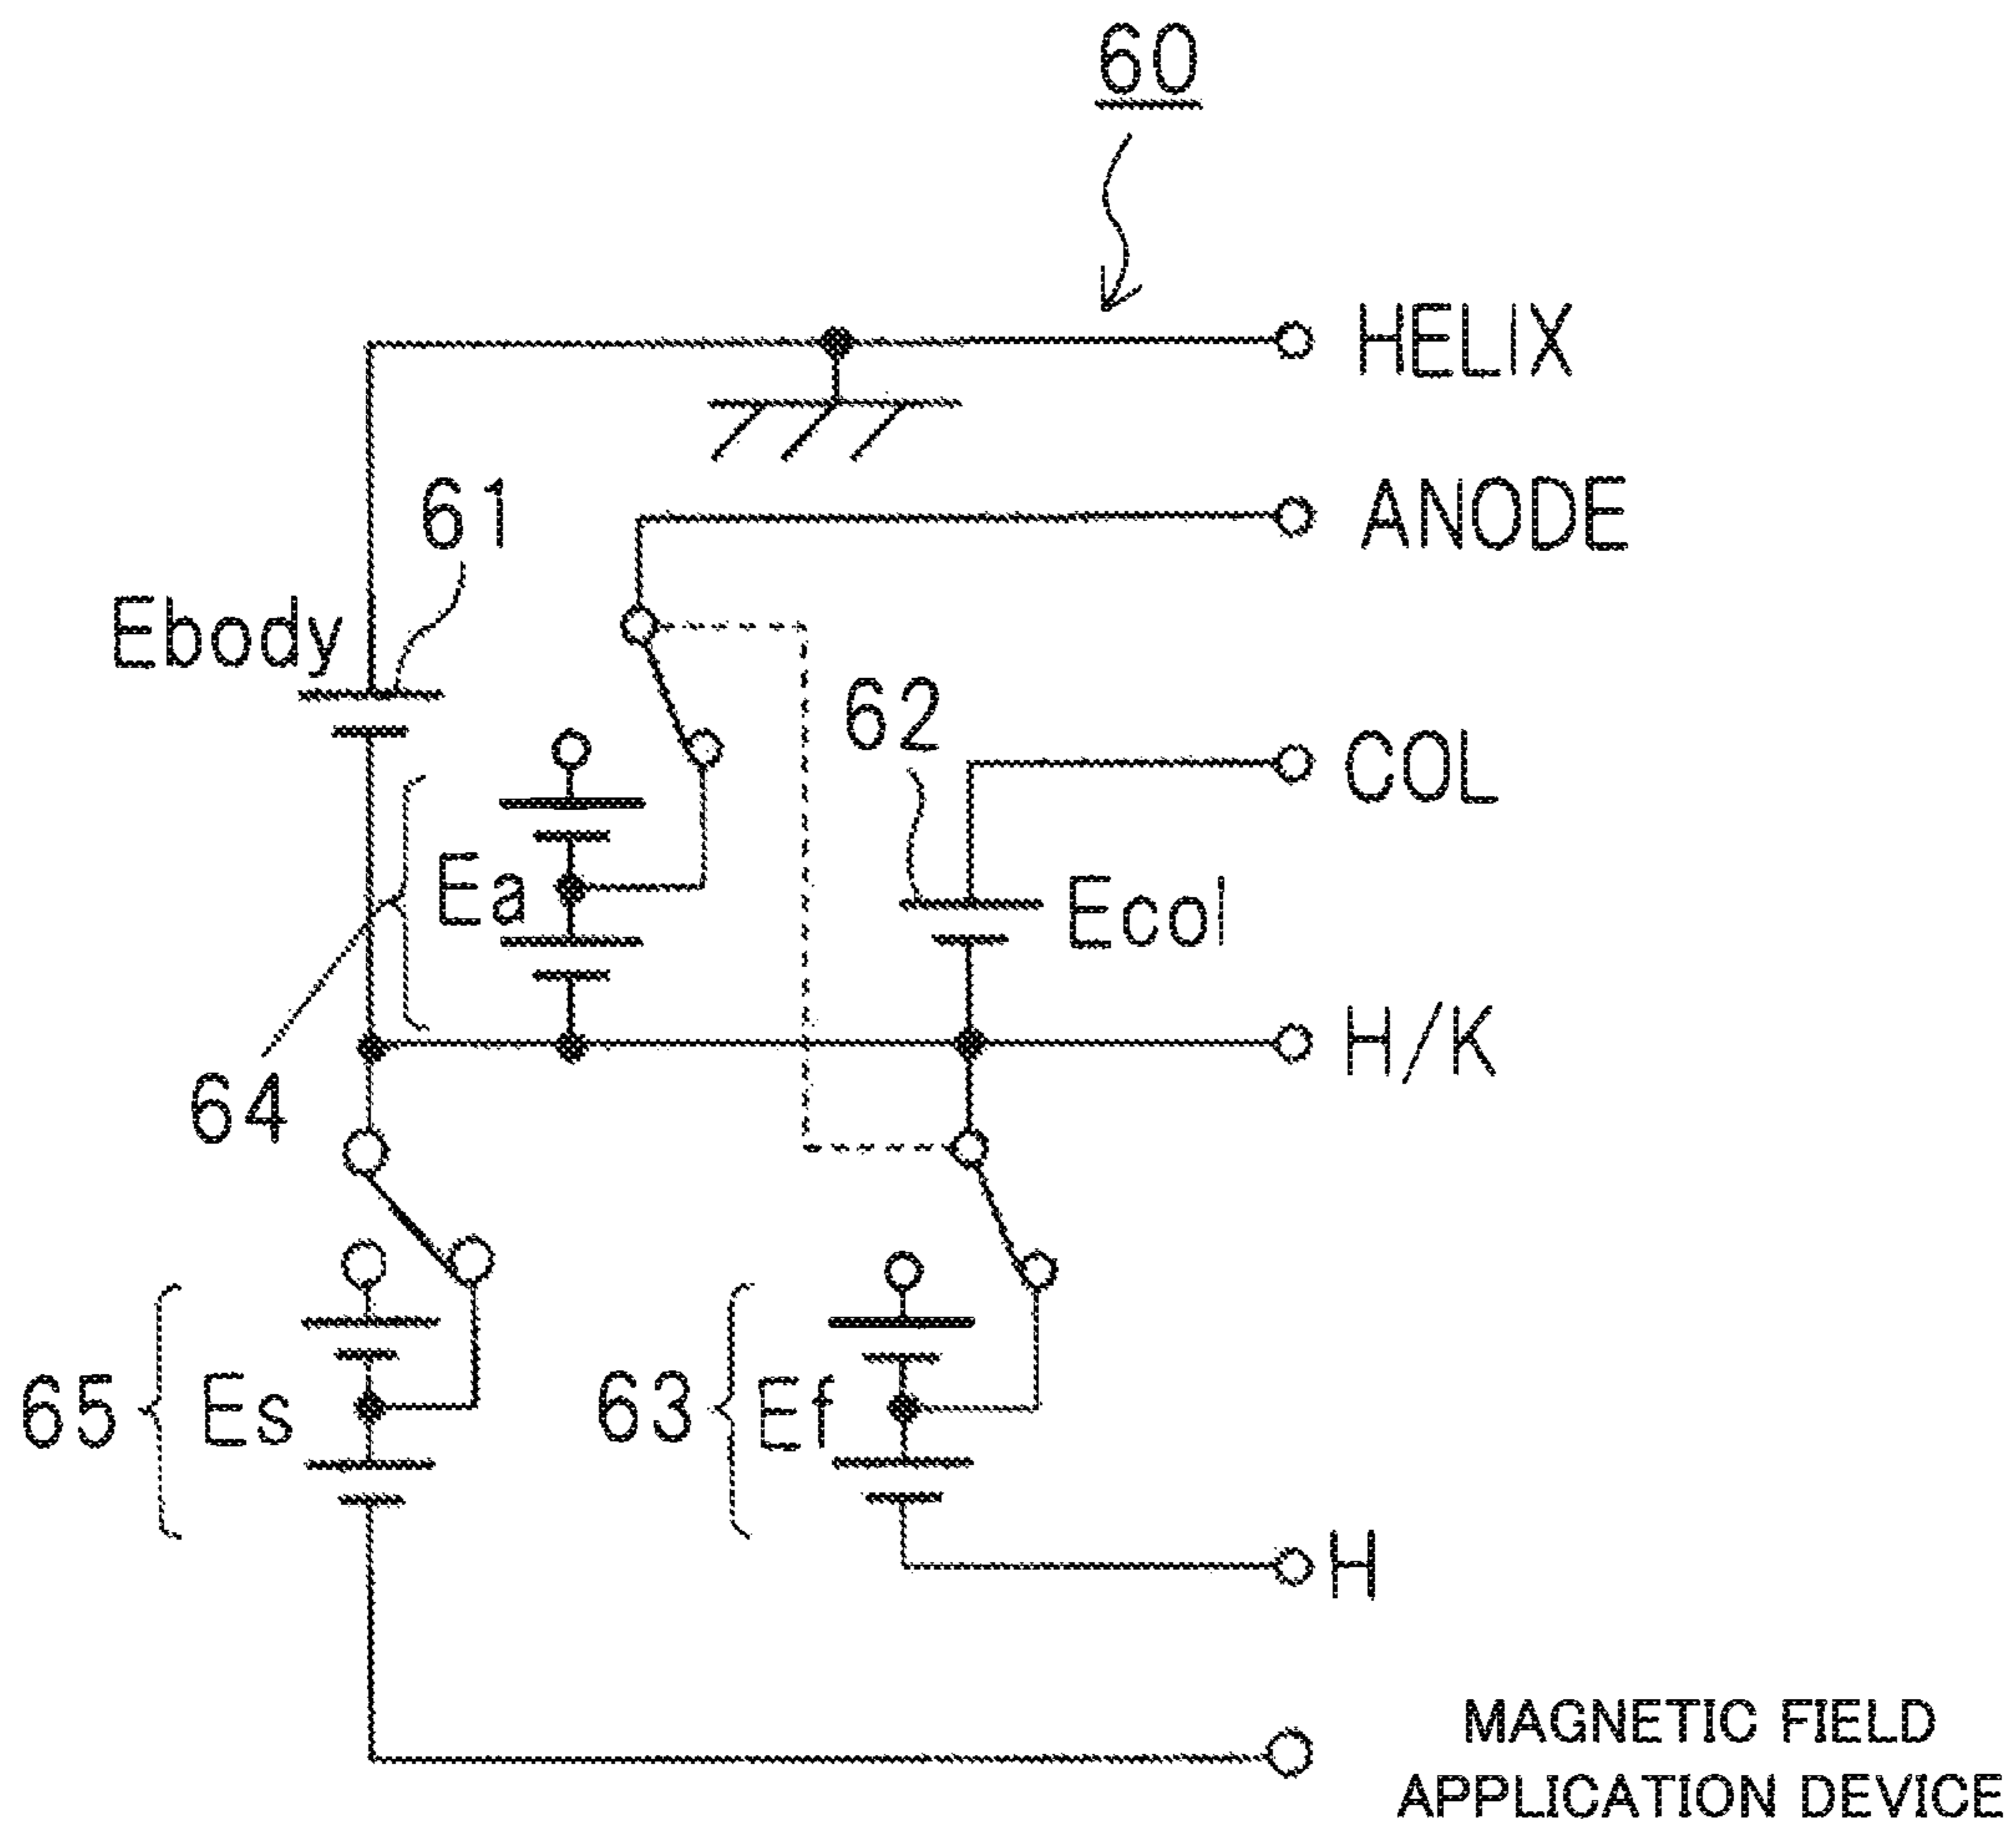 60
HELIX
61
ANODE
Ebody
62
COL
Ea
Ecol
H/K
64
65
Es
63
Ef
H
MAGNETIC FIELD
APPLICATION DEVICE